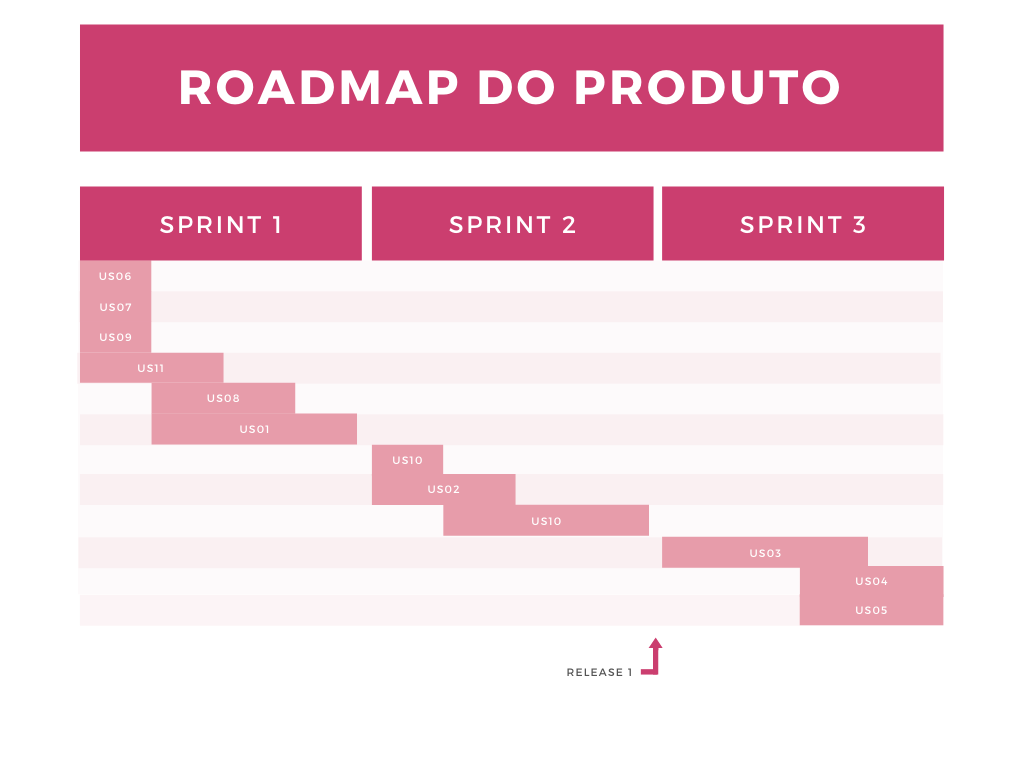 ROADMAP DO PRODUTO
SPRINT 1
SPRINT 2
SPRINT 3
US06
US07
US09
US11
US08
US01
US10
US02
US10
US03
US04
US05
RELEASE 1